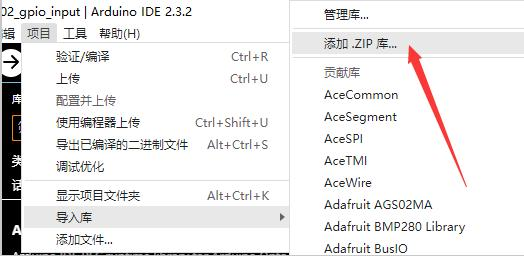 02_gpio_input | Arduino IDE 2.3.2
项目 工具 帮助(H)
验证/编译 Ctrl+R
上传 Ctrl+U
配置并上传
使用编程器上传 Ctrl+Shift+U
导出已编译的二进制文件 Alt+Ctrl+S
调试优化
显示项目文件夹 Alt+Ctrl+K
导入库
添加文件...
管理库...
添加 .ZIP 库...
贡献库
AceCommon
AceSegment
AceSPI
AceTMI
AceWire
Adafruit AGS02MA
Adafruit BMP280 Library
Adafruit BusIO
库
类
话
A